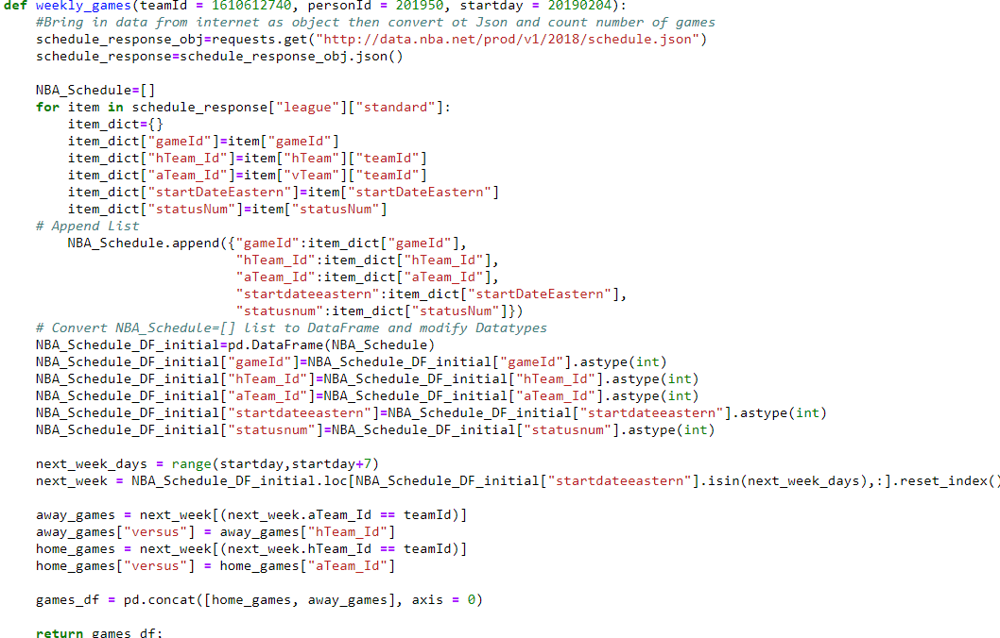 def weekly_games(teamId = 1610612740, personId = 201950, startday = 20190204):
    #Bring in data from internet as object then convert ot Json and count number of games
    schedule_response_obj=requests.get("http://data.nba.net/prod/v1/2018/schedule.json")
    schedule_response=schedule_response_obj.json()

    NBA_Schedule=[]
    for item in schedule_response["league"]["standard"]:
        item_dict={}
        item_dict["gameId"]=item["gameId"]
        item_dict["hTeam_Id"]=item["hTeam"]["teamId"]
        item_dict["aTeam_Id"]=item["vTeam"]["teamId"]
        item_dict["startDateEastern"]=item["startDateEastern"]
        item_dict["statusNum"]=item["statusNum"]
    # Append List
        NBA_Schedule.append({"gameId":item_dict["gameId"],
                             "hTeam_Id":item_dict["hTeam_Id"],
                             "aTeam_Id":item_dict["aTeam_Id"],
                             "startdateeastern":item_dict["startDateEastern"],
                             "statusnum":item_dict["statusNum"]})
    # Convert NBA_Schedule=[] list to DataFrame and modify Datatypes
    NBA_Schedule_DF_initial=pd.DataFrame(NBA_Schedule)
    NBA_Schedule_DF_initial["gameId"]=NBA_Schedule_DF_initial["gameId"].astype(int)
    NBA_Schedule_DF_initial["hTeam_Id"]=NBA_Schedule_DF_initial["hTeam_Id"].astype(int)
    NBA_Schedule_DF_initial["aTeam_Id"]=NBA_Schedule_DF_initial["aTeam_Id"].astype(int)
    NBA_Schedule_DF_initial["startdateeastern"]=NBA_Schedule_DF_initial["startdateeastern"].astype(int)
    NBA_Schedule_DF_initial["statusnum"]=NBA_Schedule_DF_initial["statusnum"].astype(int)

    next_week_days = range(startday,startday+7)
    next_week = NBA_Schedule_DF_initial.loc[NBA_Schedule_DF_initial["startdateeastern"].isin(next_week_days),:].reset_index()

    away_games = next_week[(next_week.aTeam_Id == teamId)]
    away_games["versus"] = away_games["hTeam_Id"]
    home_games = next_week[(next_week.hTeam_Id == teamId)]
    home_games["versus"] = home_games["aTeam_Id"]

    games_df = pd.concat([home_games, away_games], axis = 0)

    return games_df: